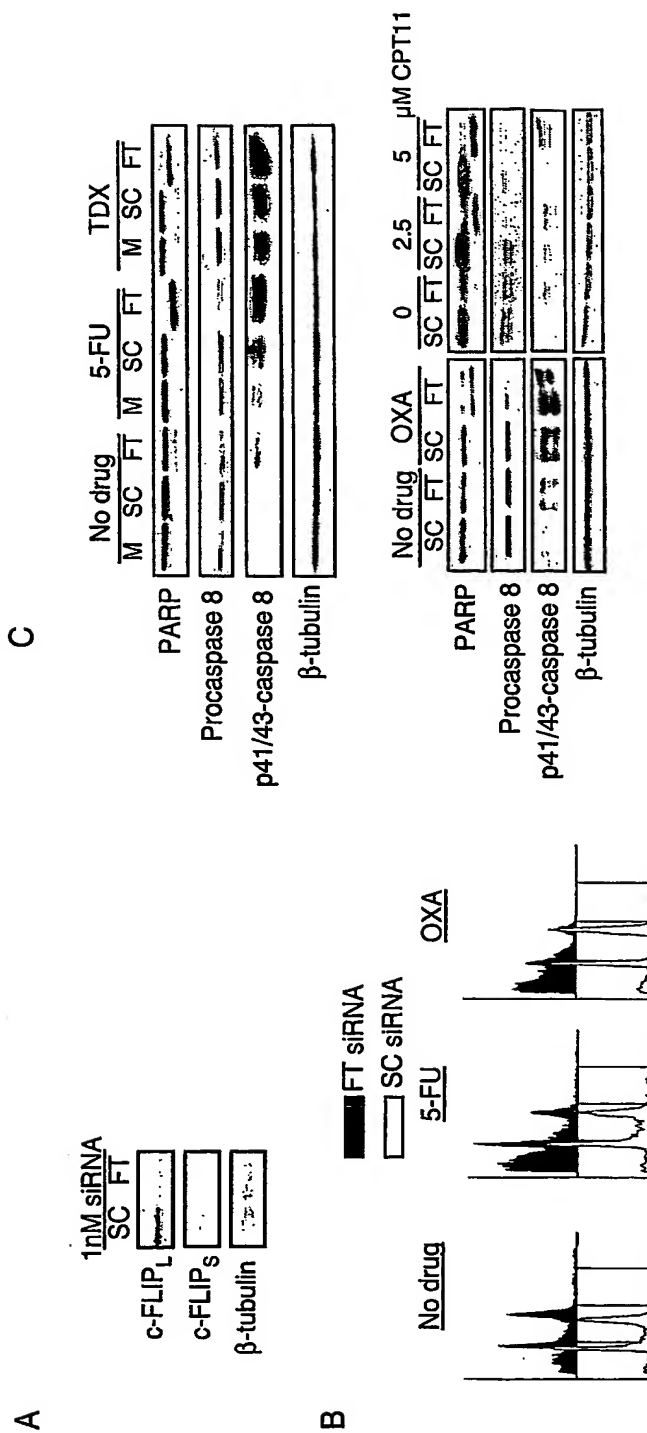 A
1nM siRNA
SC FT
c-FLIPL
c-FLIPS
β-tubulin
B
FT siRNA
SC siRNA
No drug
5-FU
OXA
C
No drug 5-FU TDX
M SC FT M SC FT M SC FT
PARP
Procaspase 8
p41/43-caspase 8
β-tubulin
No drug OXA 0 2.5 5 μM CPT11
SC FT SC FT SC FT SC FT SC FT
PARP
Procaspase 8
p41/43-caspase 8
β-tubulin